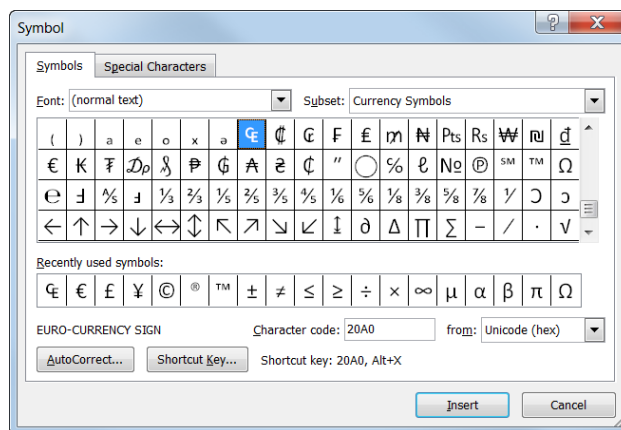 Symbol
Symbols Special Characters
Font: (normal text) Subset: Currency Symbols
₍ ₎ ₐ ₑ ₒ ₓ ₔ ₠ ₡ ₢ ₣ ₤ ₥ ₦ ₧ ₨ ₩ ₪ ₫
€ ₭ ₮ ₯ ₰ ₱ ₲ ₳ ₴ ₵ ʺ ◯ ℅ ℓ № ℗ ℠ ™ Ω
℮ Ⅎ ⅍ ⅎ ⅓ ⅔ ⅕ ⅖ ⅗ ⅘ ⅙ ⅚ ⅛ ⅜ ⅝ ⅞ ⅟ Ↄ ↄ
← ↑ → ↓ ↔ ↕ ↖ ↗ ↘ ↙ ↨ ∂ ∆ ∏ ∑ − ∕ ∙ √
Recently used symbols:
₠ € £ ¥ © ® ™ ± ≠ ≤ ≥ ÷ × ∞ µ α β π Ω
EURO-CURRENCY SIGN Character code: 20A0 from: Unicode (hex)
AutoCorrect... Shortcut Key... Shortcut key: 20A0, Alt+X
Insert Cancel